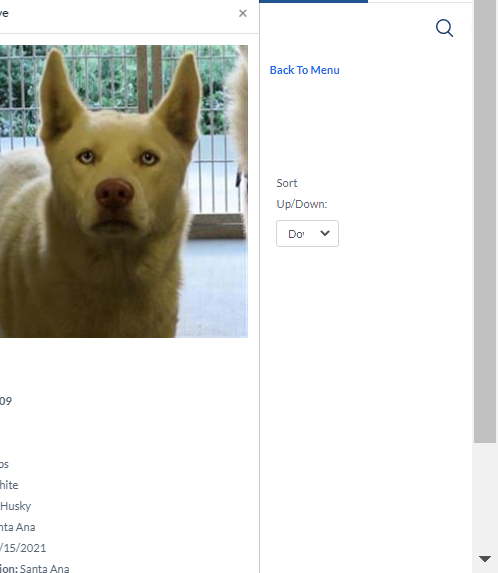 ve ×
Back To Menu
Sort
Up/Down:
Do
09
os
hite
Husky
nta Ana
/15/2021
ion: Santa Ana